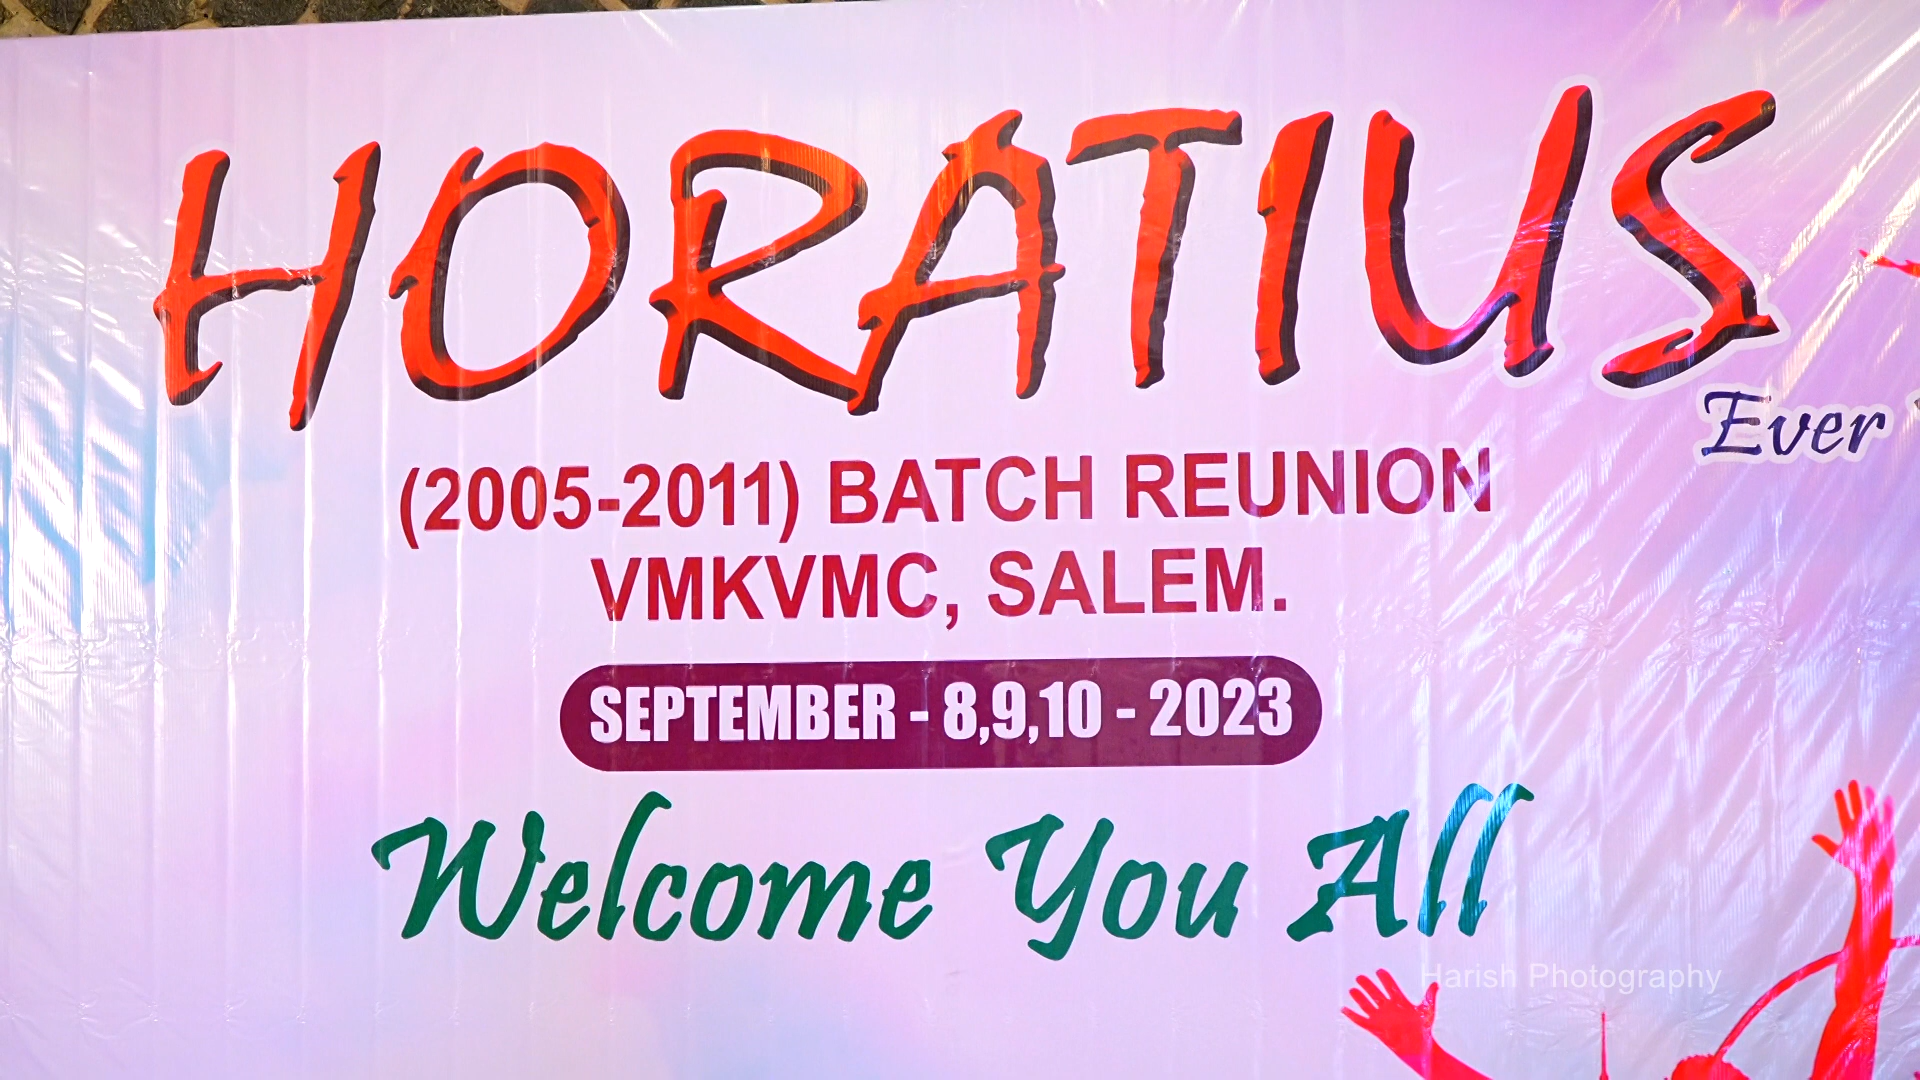 HORATIUS
Ever
(2005-2011) BATCH REUNION
VMKVMC, SALEM.
SEPTEMBER - 8,9,10 - 2023
Welcome You All
Harish Photography